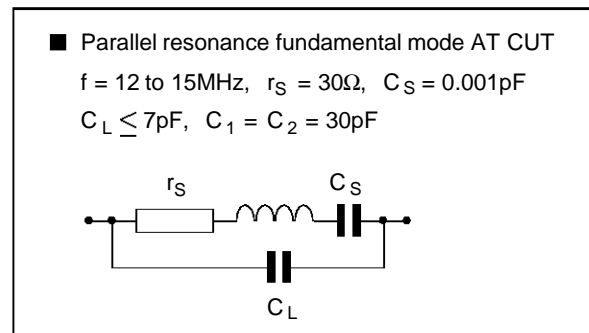 ■ Parallel resonance fundamental mode AT CUT
f = 12 to 15MHz, rS = 30Ω, CS = 0.001pF
CL ≤ 7pF, C1 = C2 = 30pF
rS
CS
CL